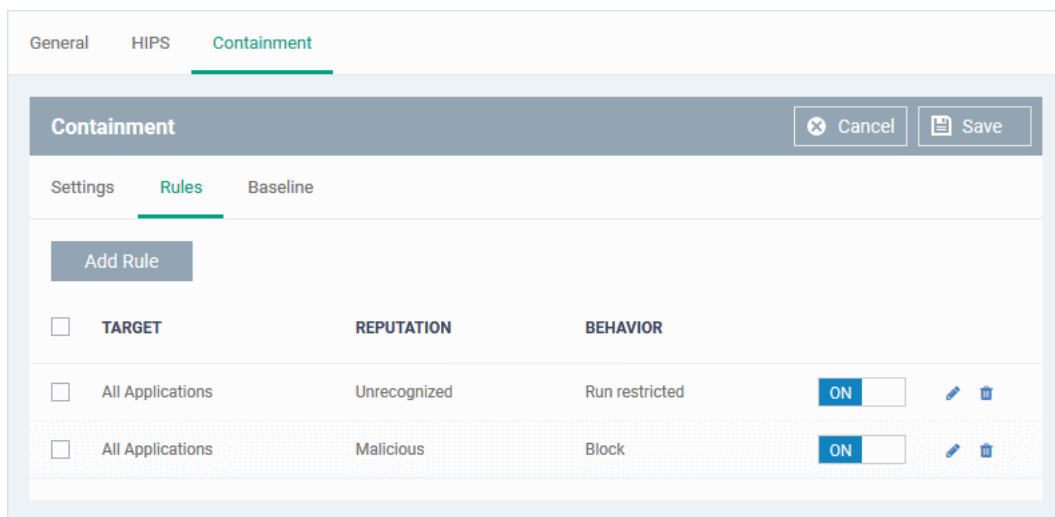 General HIPS Containment
Containment Cancel Save
Settings Rules Baseline
Add Rule
TARGET REPUTATION BEHAVIOR
All Applications Unrecognized Run restricted ON
All Applications Malicious Block ON